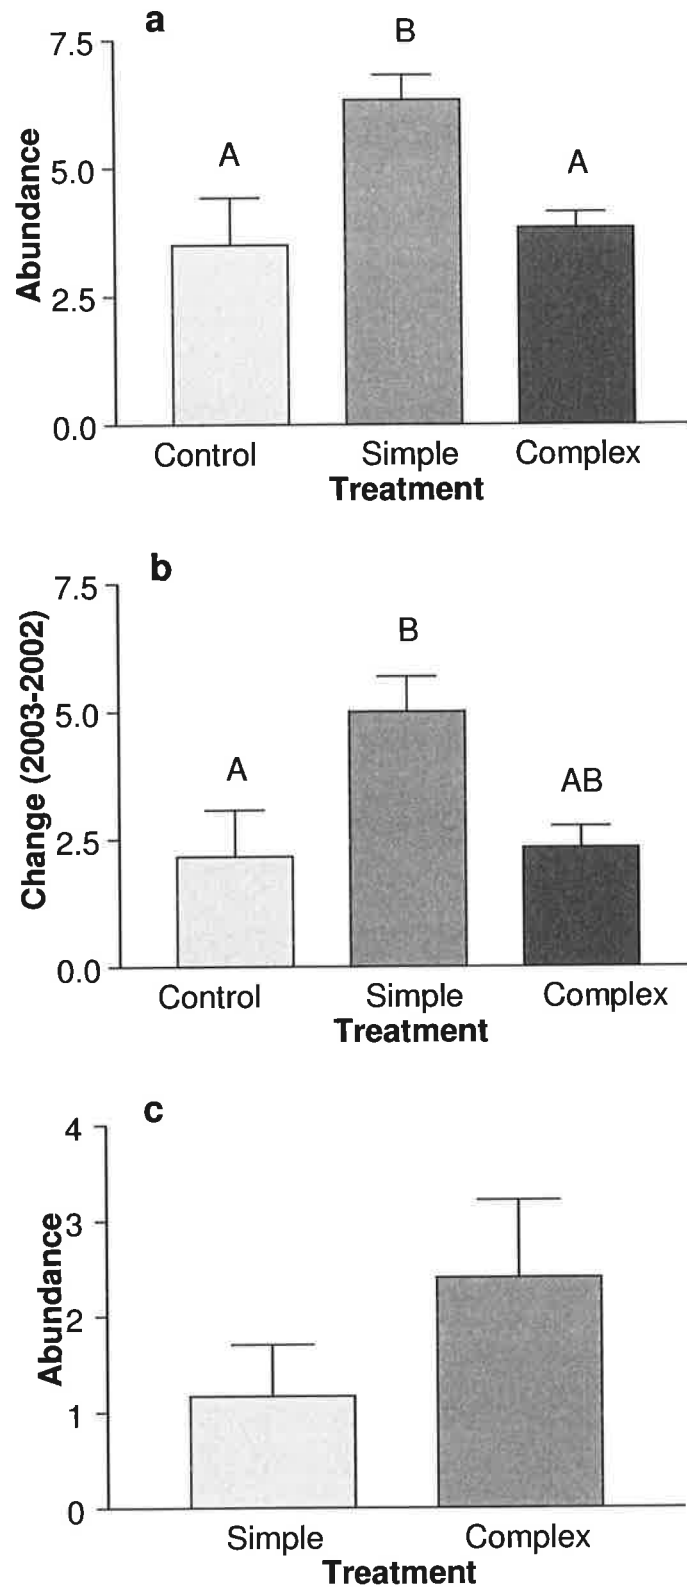 a
7.5
5.0
2.5
0.0
Abundance
A
B
A
Control Simple Complex
Treatment
b
7.5
5.0
2.5
0.0
Change (2003-2002)
A
B
AB
Control Simple Complex
Treatment
c
4
3
2
1
0
Abundance
Simple Complex
Treatment